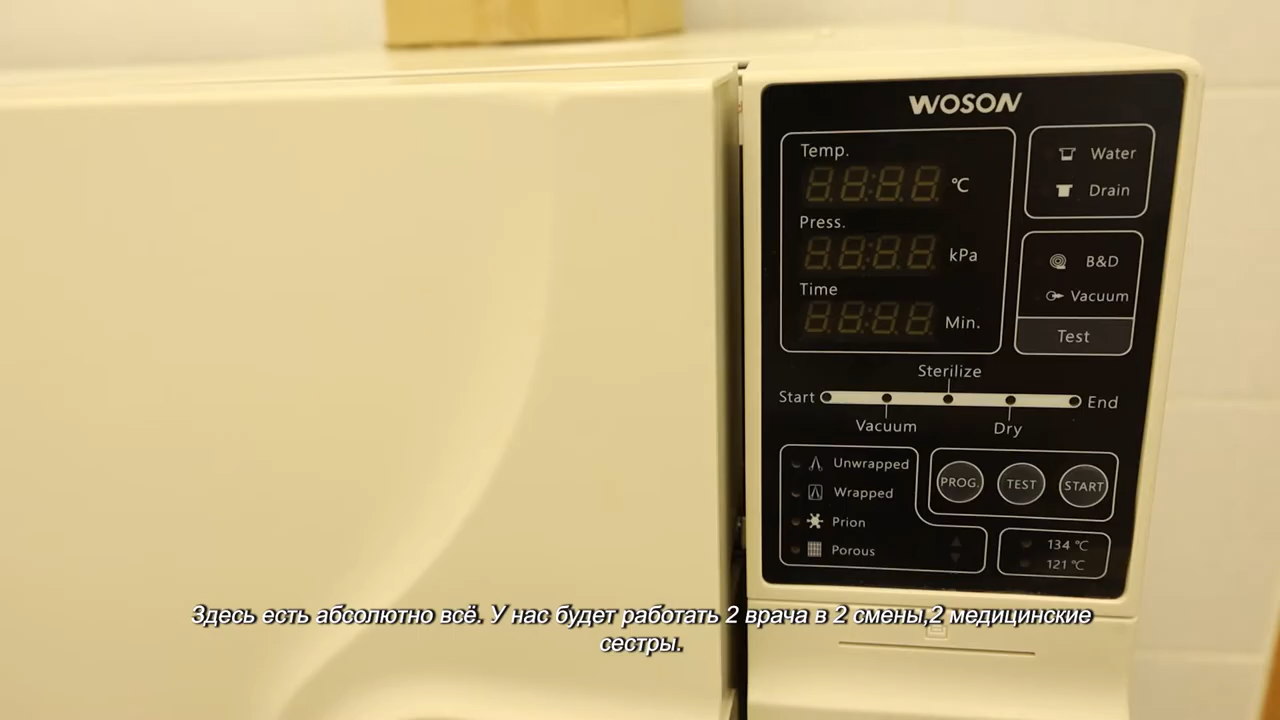 WOSON
Temp.
°C
Press.
kPa
Time
Min.
Water
Drain
B&D
Vacuum
Test
Sterilize
Start
End
Vacuum
Dry
Unwrapped
Wrapped
Prion
Porous
PROG.
TEST
START
134 °C
121 °C
Здесь есть абсолютно всё. У нас будет работать 2 врача в 2 смены,2 медицинские
сестры.